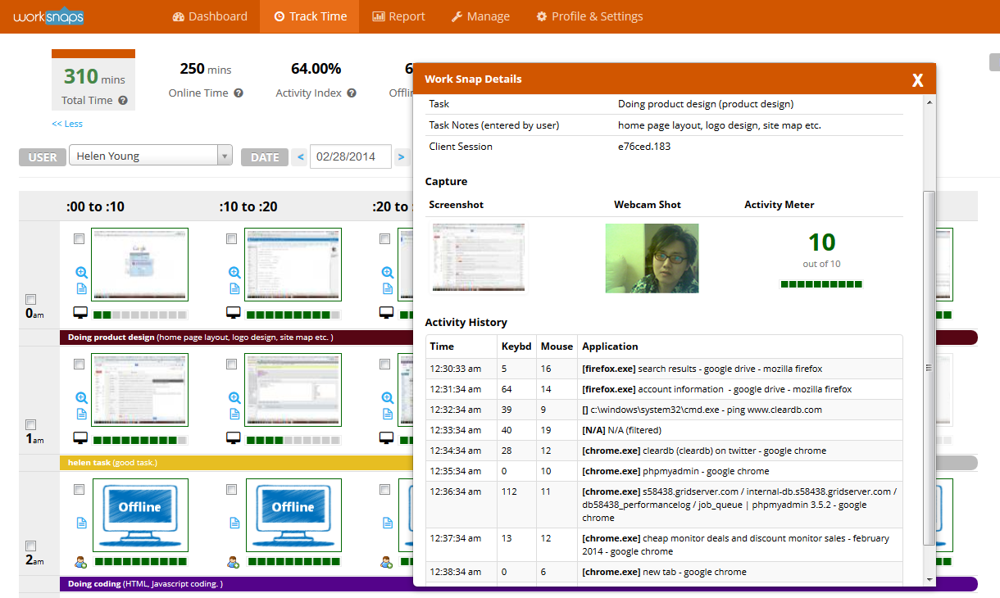 worksnaps
Dashboard
Track Time
Report
Manage
Profile & Settings
310 mins
Total Time ?
250 mins
Online Time ?
64.00%
Activity Index ?
<< Less
USER
Helen Young
DATE
<
02/28/2014
>
:00 to :10
:10 to :20
:20 to
0am
Doing product design (home page layout, logo design, site map etc. )
1am
helen task (good task.)
Offline
Offline
2am
Doing coding (HTML, Javascript coding. )
Work Snap Details
X
Task Doing product design (product design)
Task Notes (entered by user) home page layout, logo design, site map etc.
Client Session e76ced.183
Capture
Screenshot Webcam Shot Activity Meter
10
out of 10
Activity History
Time Keybd Mouse Application
12:30:33 am 5 16 [firefox.exe] search results - google drive - mozilla firefox
12:31:34 am 64 14 [firefox.exe] account information - google drive - mozilla firefox
12:32:34 am 39 9 [] c:\windows\system32\cmd.exe - ping www.cleardb.com
12:33:34 am 40 19 [N/A] N/A (filtered)
12:34:34 am 28 12 [chrome.exe] cleardb (cleardb) on twitter - google chrome
12:35:34 am 0 10 [chrome.exe] phpmyadmin - google chrome
12:36:34 am 112 11 [chrome.exe] s58438.gridserver.com / internal-db.s58438.gridserver.com /
db58438_performancelog / job_queue | phpmyadmin 3.5.2 - google
chrome
12:37:34 am 13 12 [chrome.exe] cheap monitor deals and discount monitor sales - february
2014 - google chrome
12:38:34 am 0 6 [chrome.exe] new tab - google chrome